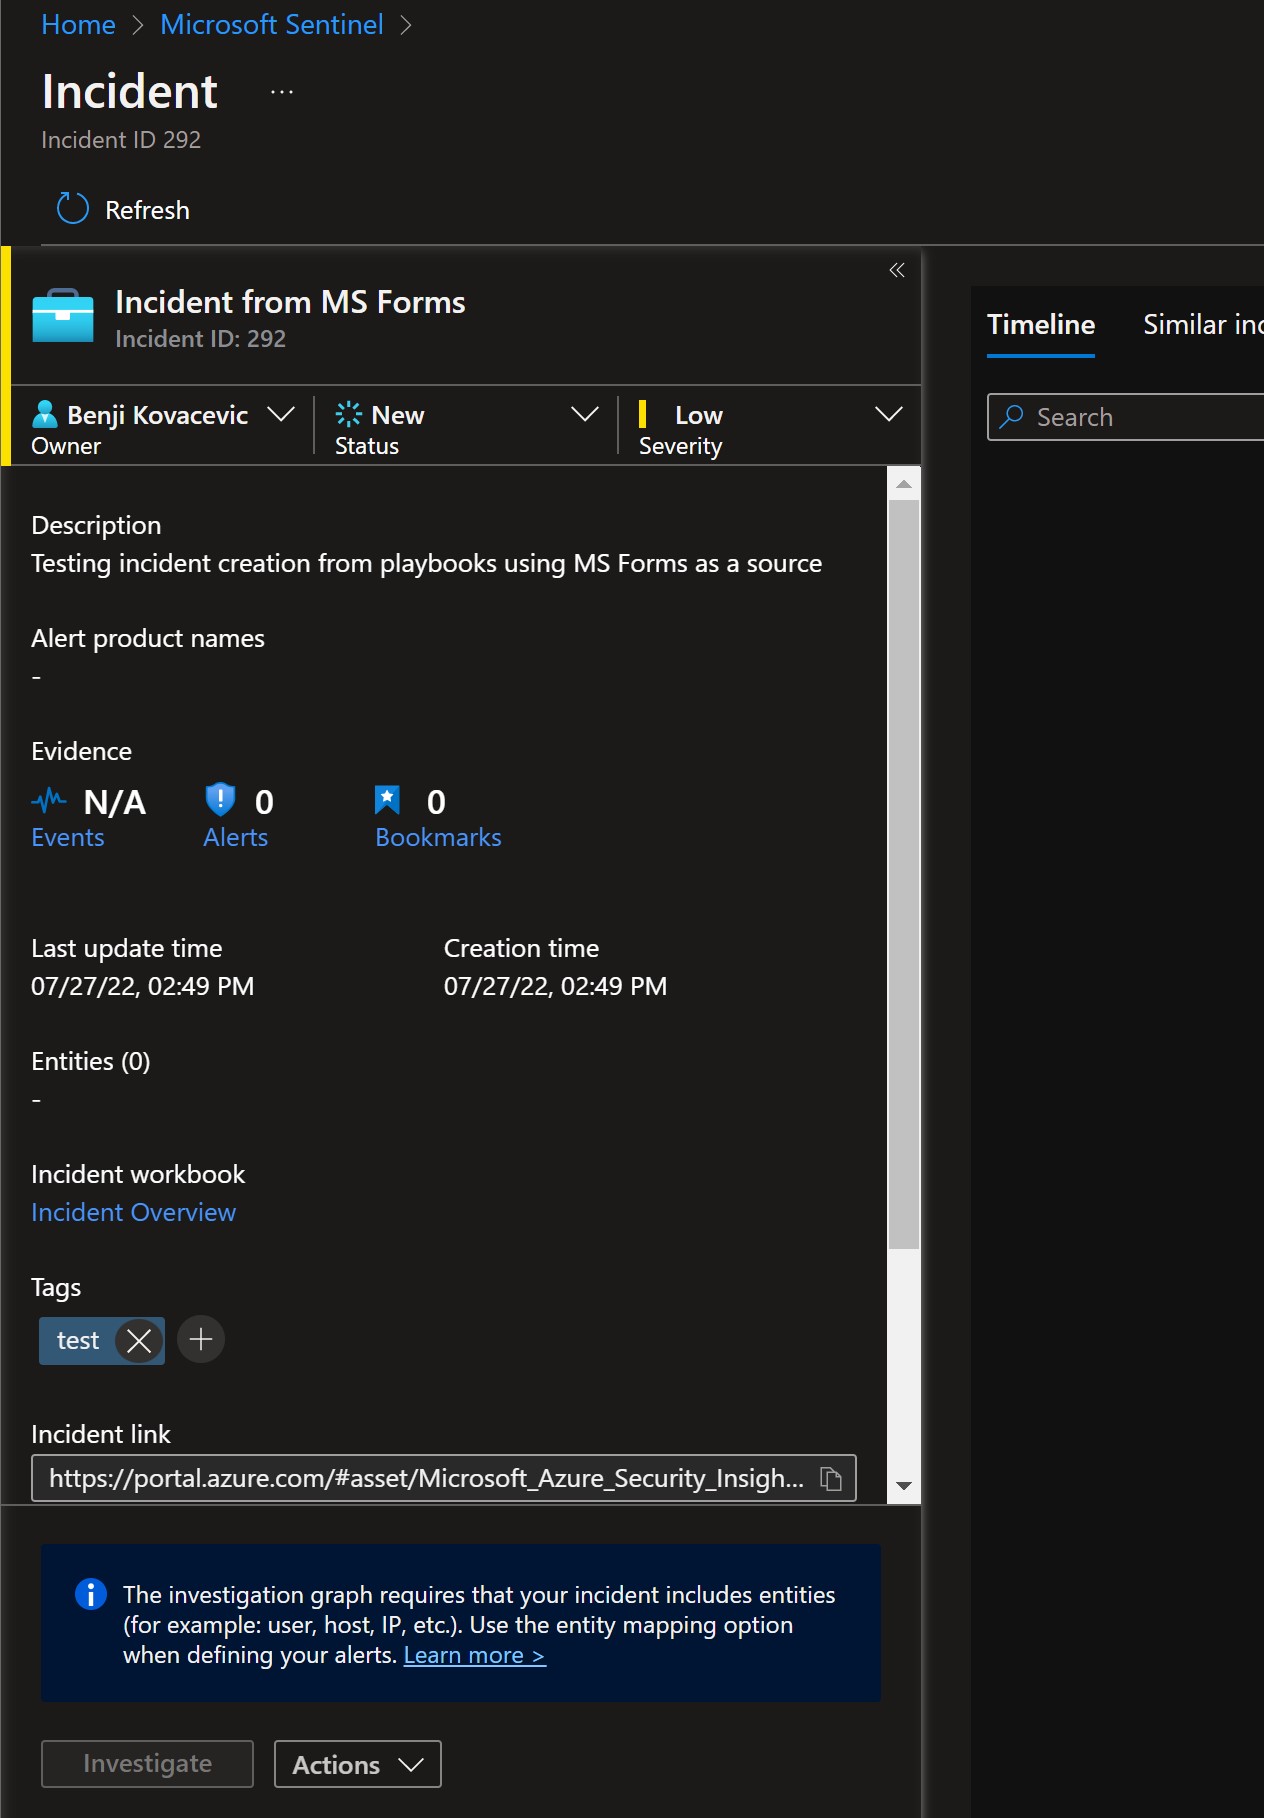 Home > Microsoft Sentinel >
Incident ...
Incident ID 292
Refresh
«
Incident from MS Forms
Incident ID: 292
Timeline Similar inc
Benji Kovacevic New Low
Owner Status Severity
Search
Description
Testing incident creation from playbooks using MS Forms as a source
Alert product names
-
Evidence
N/A 0 0
Events Alerts Bookmarks
Last update time Creation time
07/27/22, 02:49 PM 07/27/22, 02:49 PM
Entities (0)
-
Incident workbook
Incident Overview
Tags
test
Incident link
https://portal.azure.com/#asset/Microsoft_Azure_Security_Insigh...
The investigation graph requires that your incident includes entities
(for example: user, host, IP, etc.). Use the entity mapping option
when defining your alerts. Learn more >
Investigate Actions